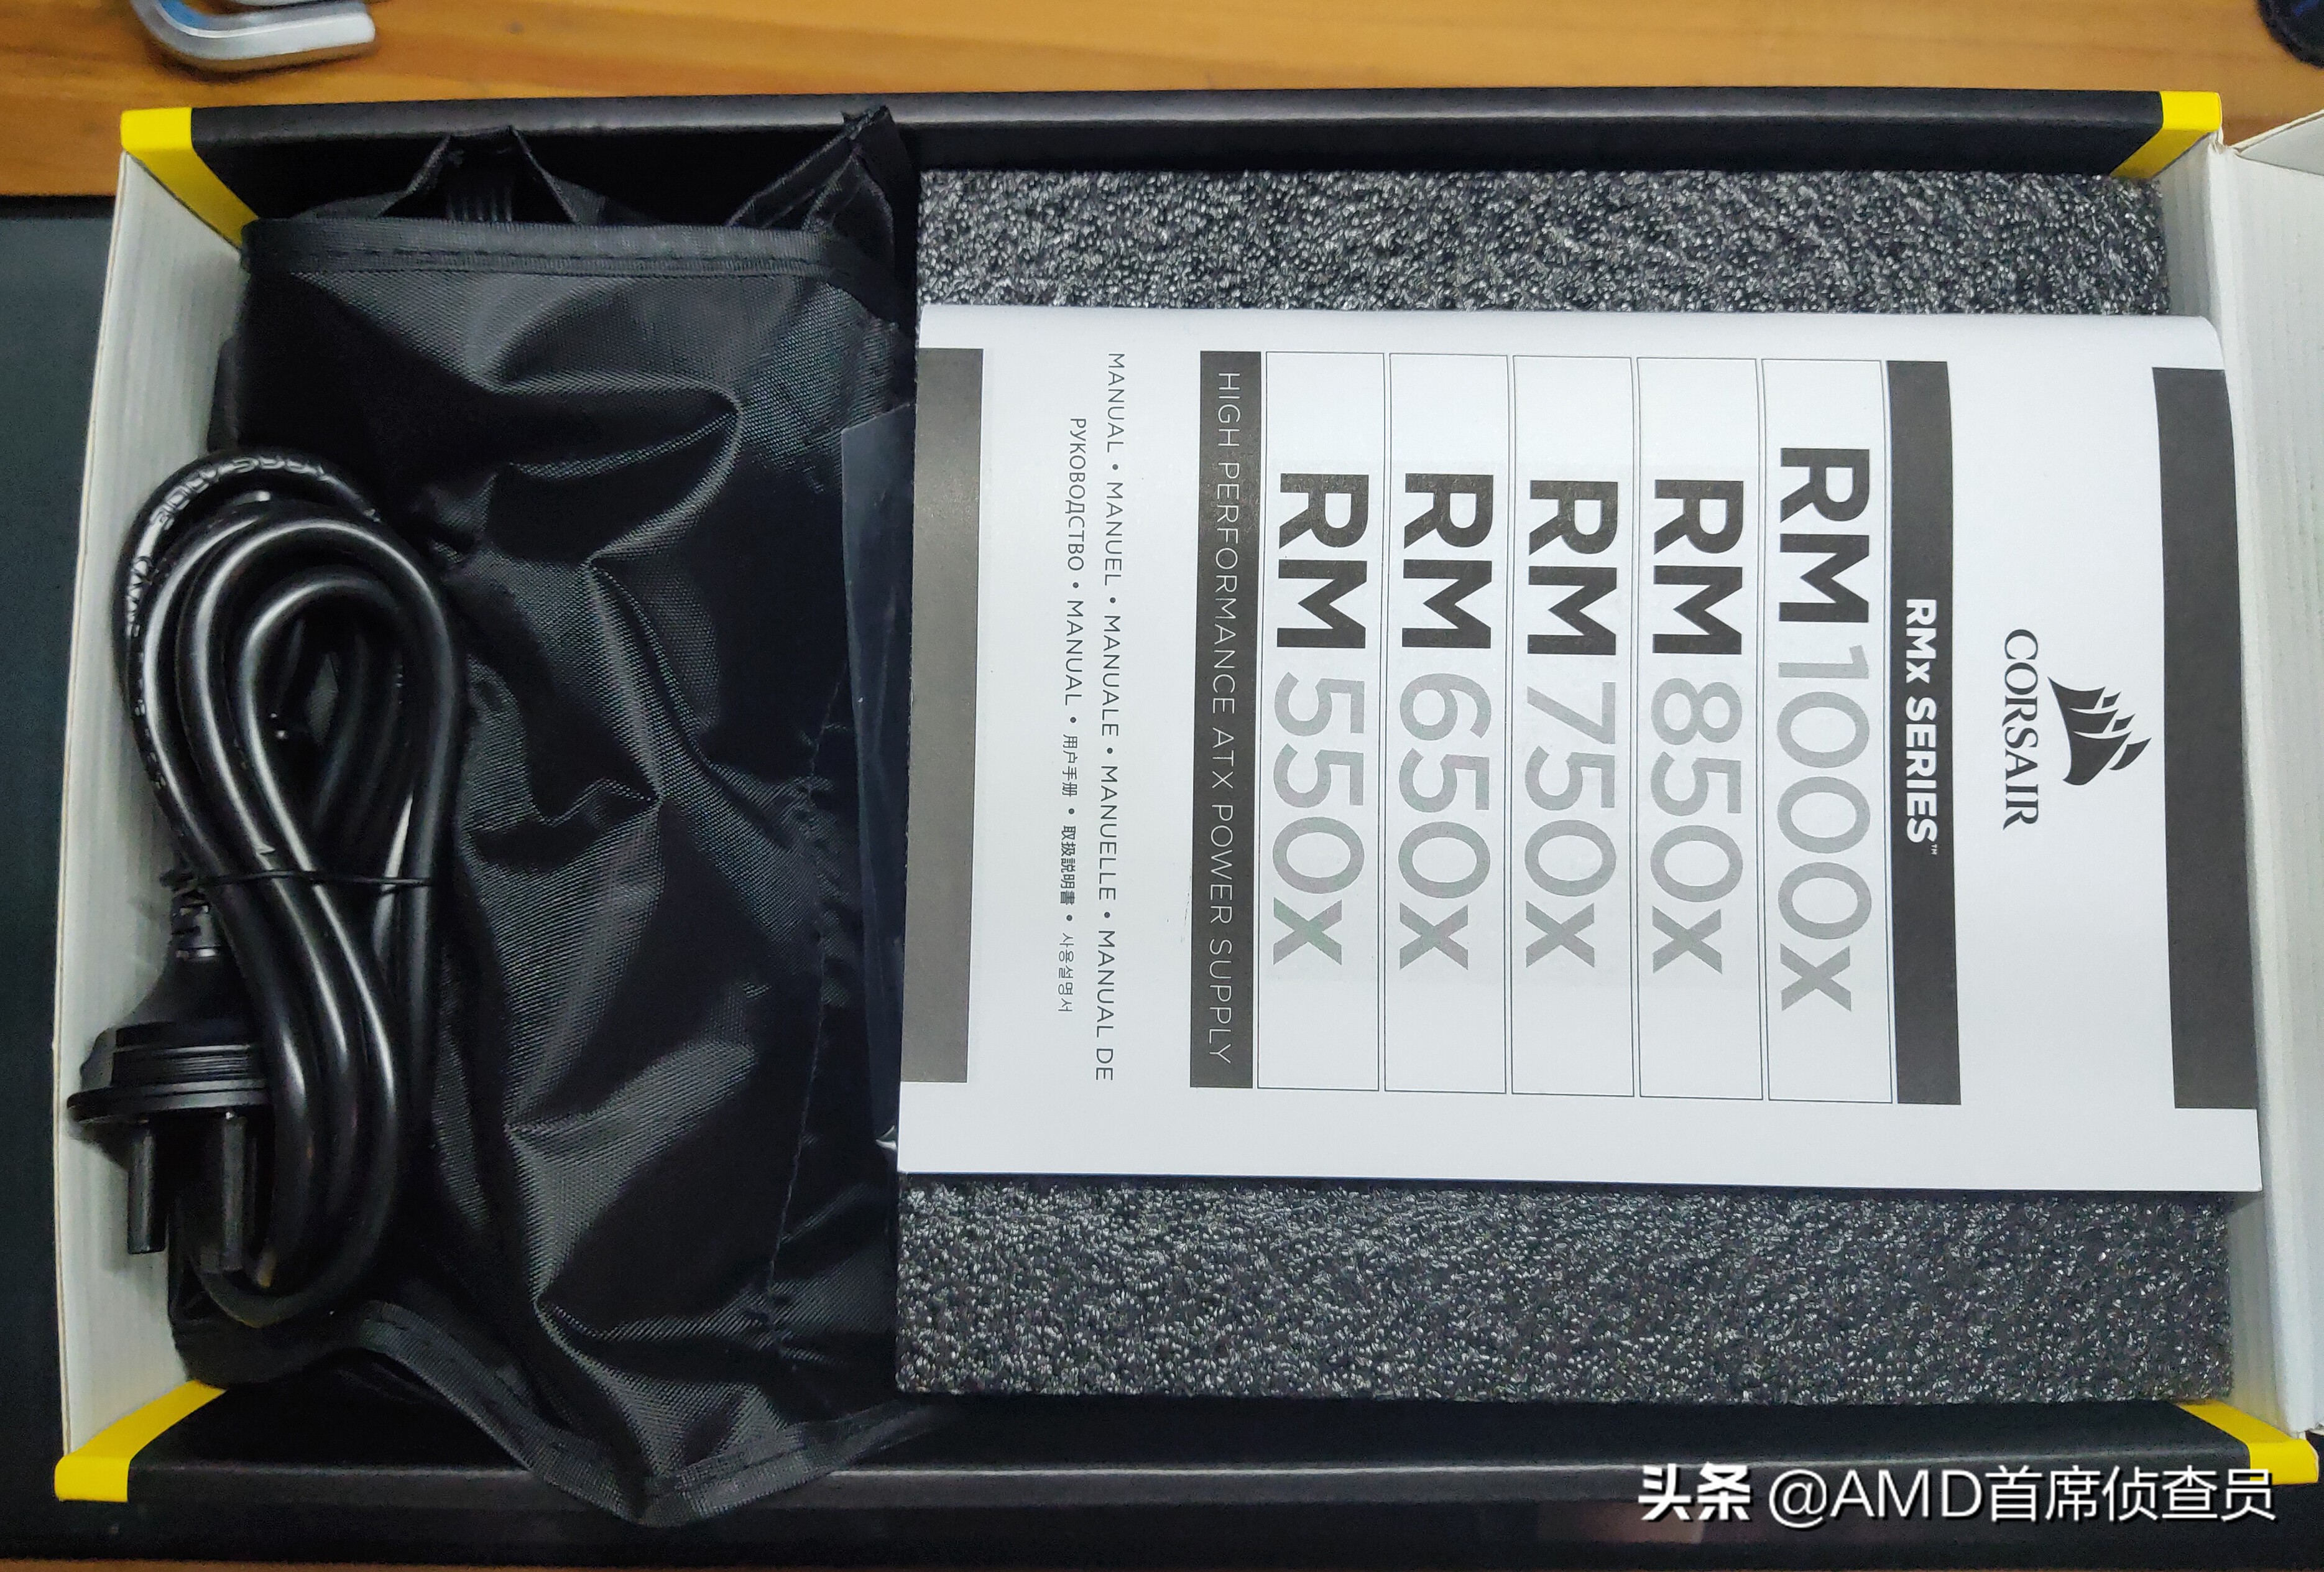 CORSAIR
RMx SERIES™
RM1000x
RM850x
RM750x
RM650x
RM550x
HIGH PERFORMANCE ATX POWER SUPPLY
MANUAL • MANUEL • MANUALE • MANUELLE • MANUAL DE
РУКОВОДСТВО • MANUAL • 用户手册 • 取扱説明書 • 사용설명서
头条 @AMD首席侦查员